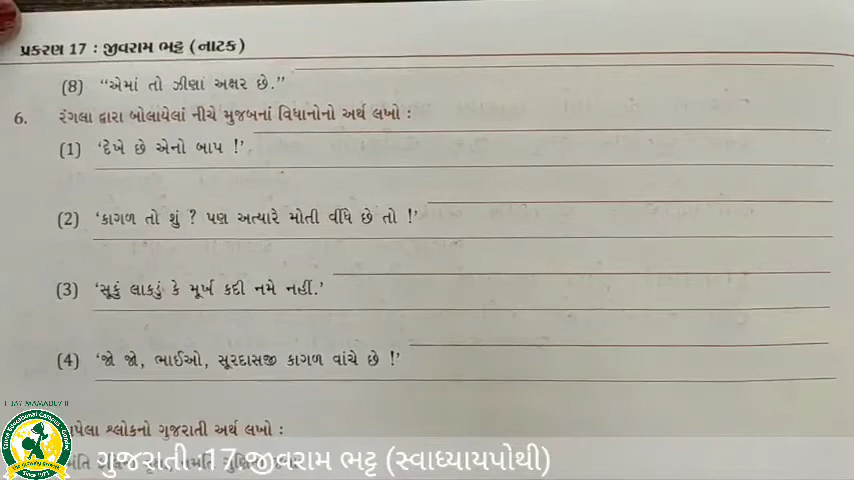 પ્રકરણ 17 : જીવરામ ભટ્ટ (નાટક)
(8) “એમાં તો ઝીણાં અક્ષર છે.”
6. રંગલા દ્વારા બોલાયેલાં નીચે મુજબનાં વિધાનોનો અર્થ લખો :
(1) ‘દેખે છે એનો બાપ !’
(2) ‘કાગળ તો શું ? પણ અત્યારે મોતી વીંધે છે તો !’
(3) ‘સૂકું લાકડું કે મૂર્ખ કદી નમે નહીં.’
(4) ‘જો જો, ભાઈઓ, સૂરદાસજી કાગળ વાંચે છે !’
શ્લોકનો ગુજરાતી અર્થ લખો :
ગુજરાતી 17 જીવરામ ભટ્ટ (સ્વાધ્યાયપોથી)